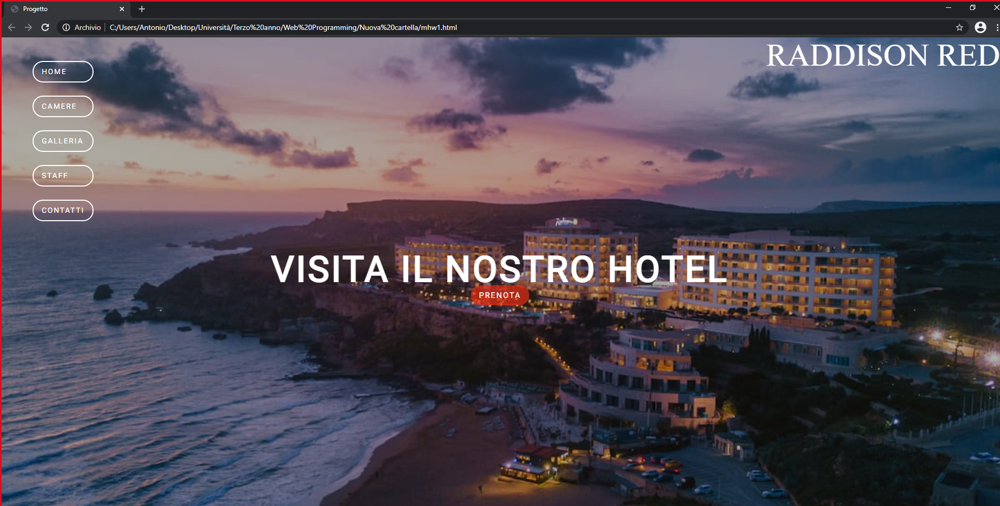 Progetto
Archivio C:/Users/Antonio/Desktop/Università/Terzo%20anno/Web%20Programming/Nuova%20cartella/mhw1.html
RADDISON RED
HOME
CAMERE
GALLERIA
STAFF
CONTATTI
VISITA IL NOSTRO HOTEL
PRENOTA